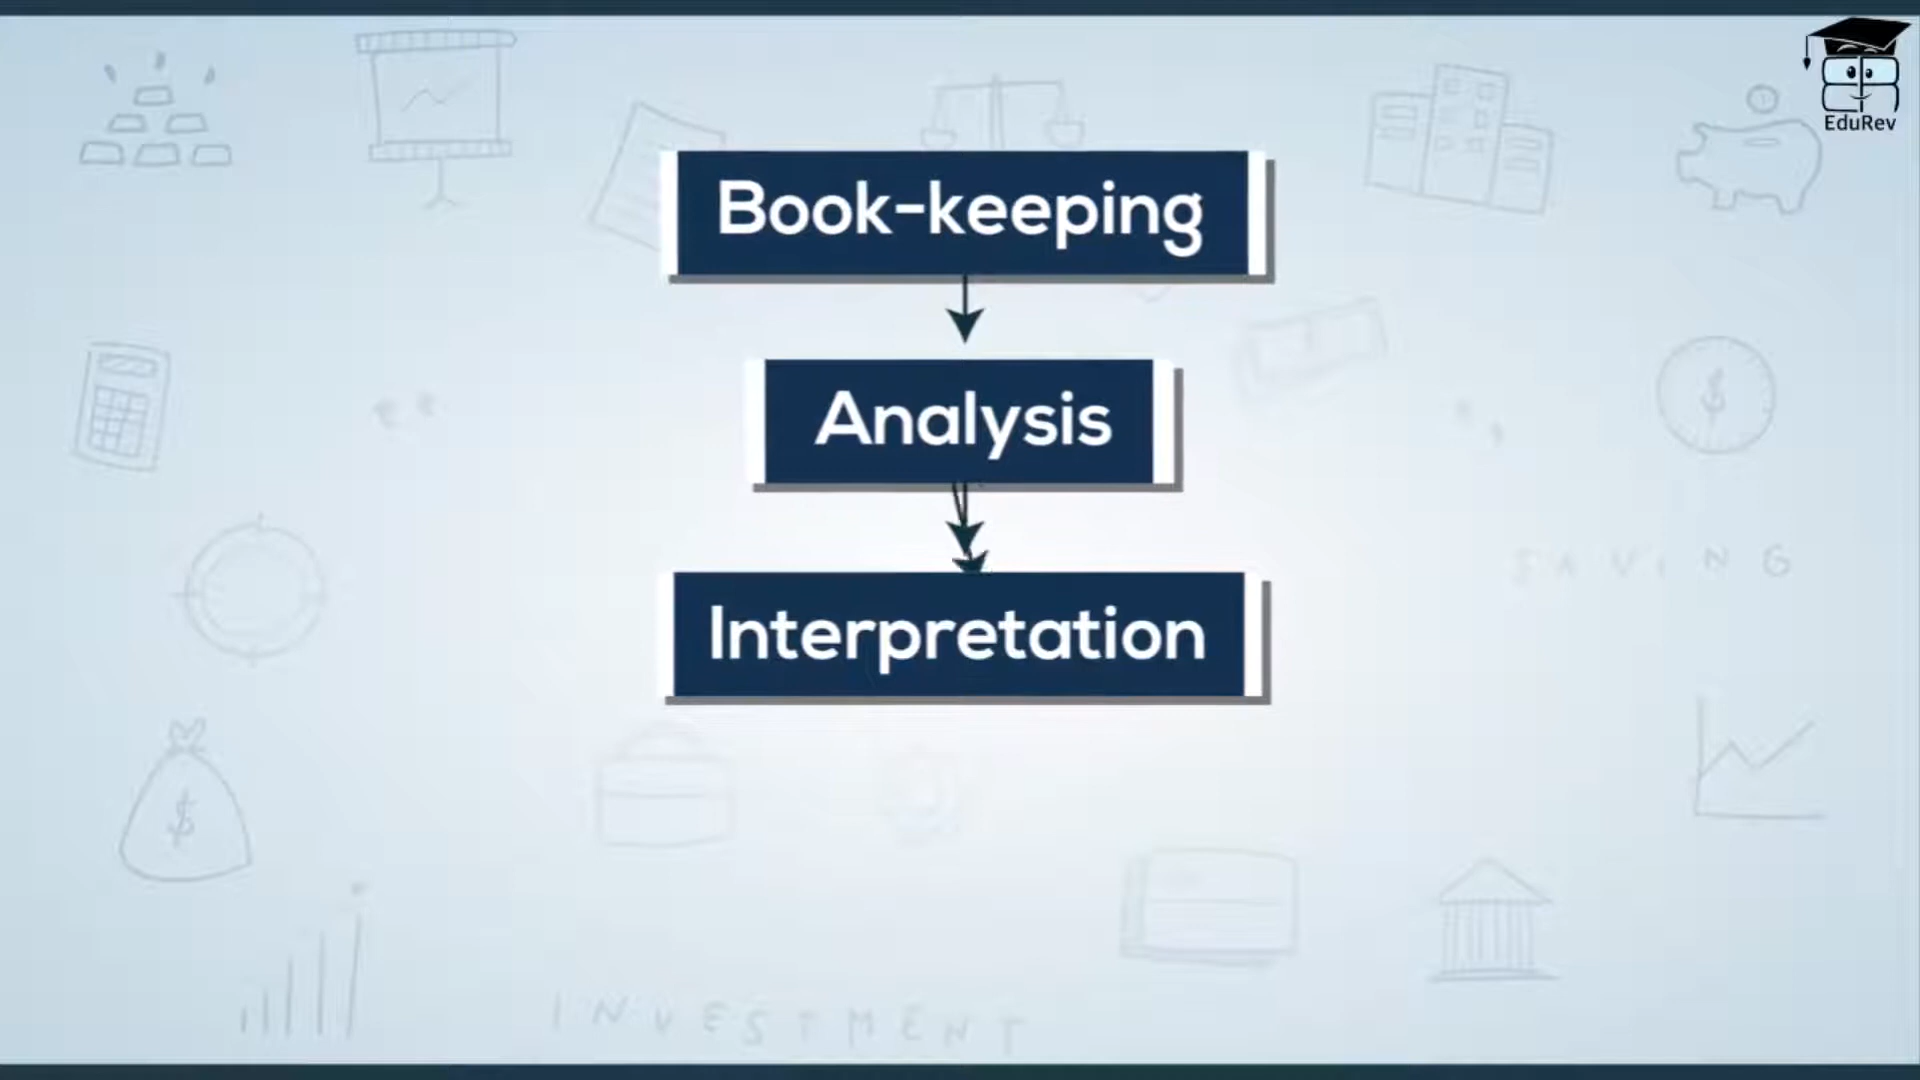 EduRev
Book-keeping
Analysis
Interpretation
SAVING
INVESTMENT